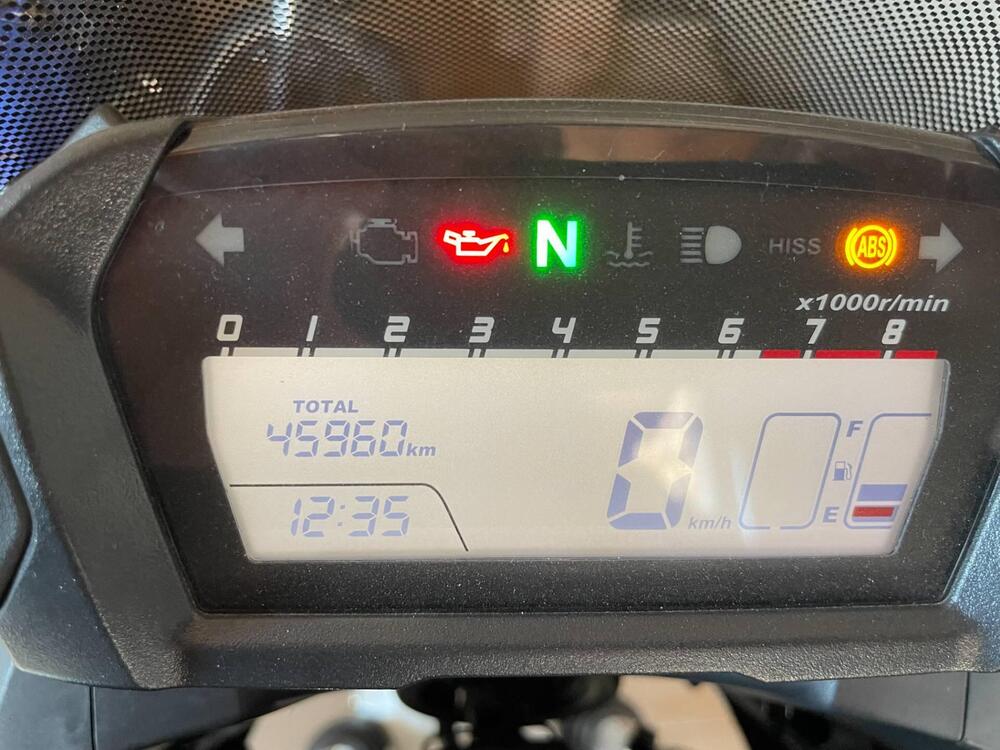 N HISS ABS
x1000r/min
0 1 2 3 4 5 6 7 8
TOTAL
45960km
12:35
0 km/h
F
E